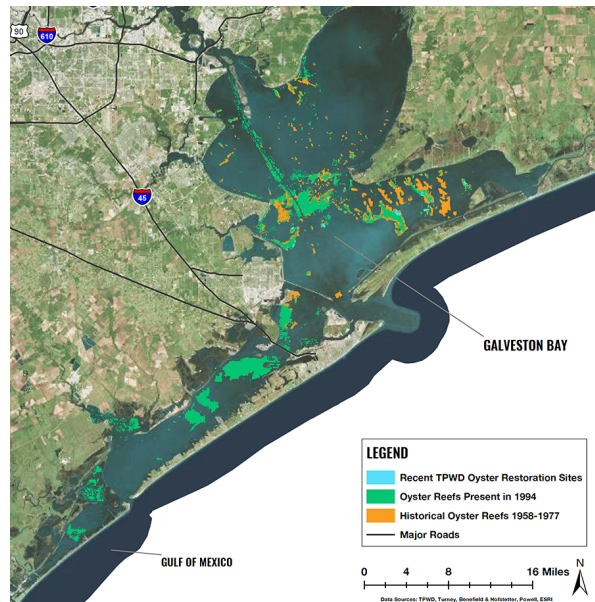 90
610
45
GALVESTON BAY
LEGEND
Recent TPWD Oyster Restoration Sites
Oyster Reefs Present in 1994
Historical Oyster Reefs 1958-1977
Major Roads
GULF OF MEXICO
N
0 4 8 16 Miles
Data Sources: TPWD, Turney, Benefield & Hofstetter, Powell, ESRI